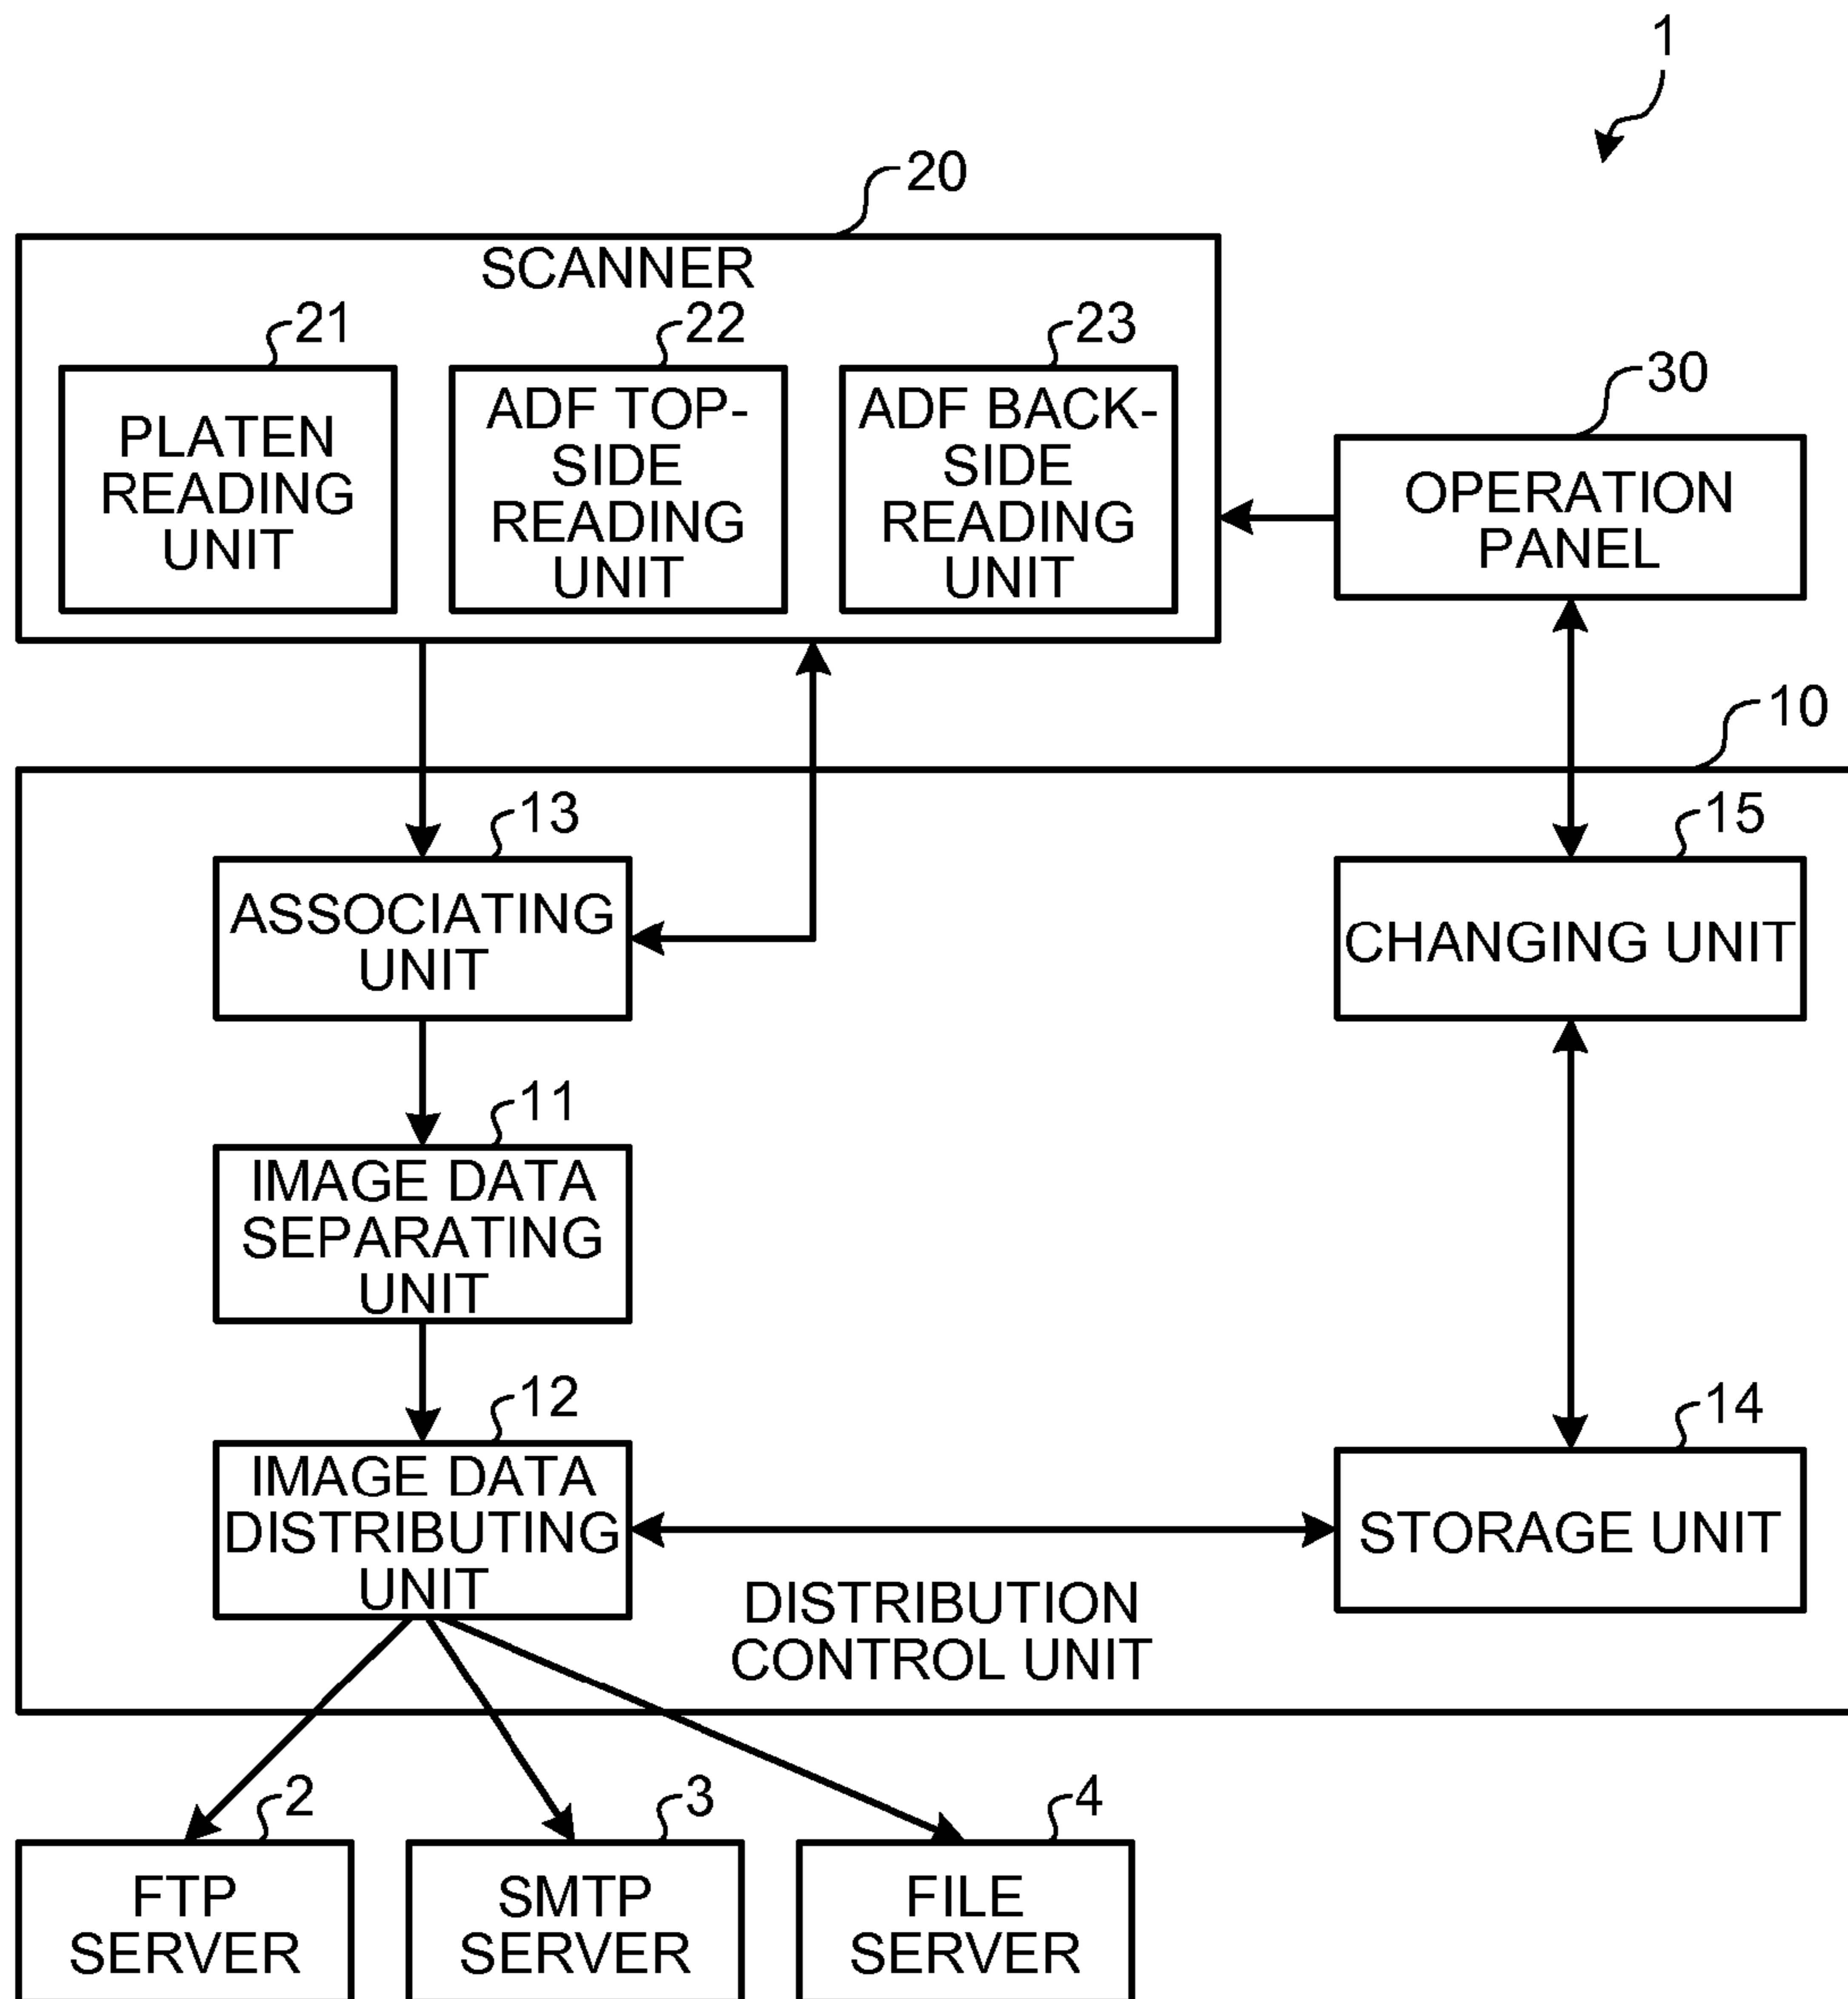 1
20
SCANNER
21
22
23
PLATEN
READING
UNIT
ADF TOP-
SIDE
READING
UNIT
ADF BACK-
SIDE
READING
UNIT
30
OPERATION
PANEL
10
13
ASSOCIATING
UNIT
15
CHANGING UNIT
11
IMAGE DATA
SEPARATING
UNIT
12
IMAGE DATA
DISTRIBUTING
UNIT
14
STORAGE UNIT
DISTRIBUTION
CONTROL UNIT
2
FTP
SERVER
3
SMTP
SERVER
4
FILE
SERVER